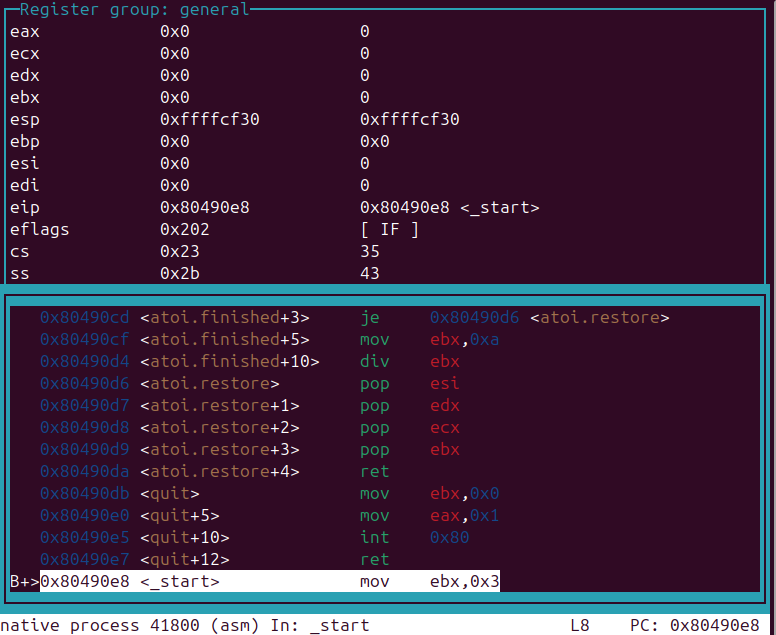 Register group: general
eax 0x0 0
ecx 0x0 0
edx 0x0 0
ebx 0x0 0
esp 0xffffcf30 0xffffcf30
ebp 0x0 0x0
esi 0x0 0
edi 0x0 0
eip 0x80490e8 0x80490e8 <_start>
eflags 0x202 [ IF ]
cs 0x23 35
ss 0x2b 43
0x80490cd <atoi.finished+3> je 0x80490d6 <atoi.restore>
0x80490cf <atoi.finished+5> mov ebx,0xa
0x80490d4 <atoi.finished+10> div ebx
0x80490d6 <atoi.restore> pop esi
0x80490d7 <atoi.restore+1> pop edx
0x80490d8 <atoi.restore+2> pop ecx
0x80490d9 <atoi.restore+3> pop ebx
0x80490da <atoi.restore+4> ret
0x80490db <quit> mov ebx,0x0
0x80490e0 <quit+5> mov eax,0x1
0x80490e5 <quit+10> int 0x80
0x80490e7 <quit+12> ret
B+>0x80490e8 <_start> mov ebx,0x3
native process 41800 (asm) In: _start L8 PC: 0x80490e8